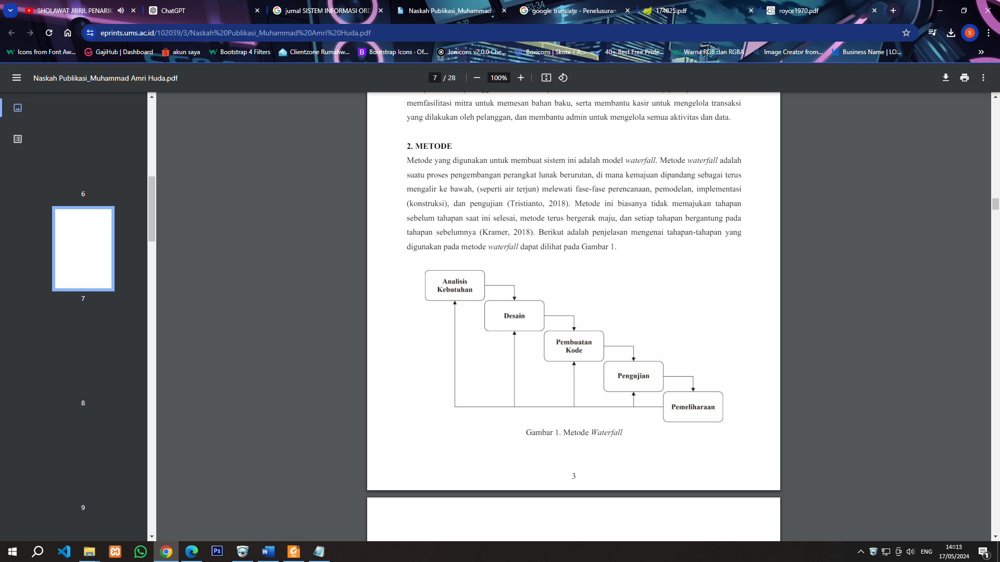 SHOLAWAT JIBRIL PENARIK
ChatGPT
jurnal SISTEM INFORMASI ORD
Naskah Publikasi_Muhammad A
google translate - Penelusuran
174825.pdf
royce1970.pdf
eprints.ums.ac.id/102039/3/Naskah%20Publikasi_Muhammad%20Amri%20Huda.pdf
S
Icons from Font Aw...
GajiHub | Dashboard
akun saya
Bootstrap 4 Filters
Clientzone Rumahw...
Bootstrap Icons · Of...
Ionicons v2.0.0 Che...
Boxicons | Skote - A...
40+ Best Free Profe...
Warna RGB dan RGBA
Image Creator from...
Business Name | LO...
Naskah Publikasi_Muhammad Amri Huda.pdf
7 / 28
100%
6
7
8
9
memfasilitasi mitra untuk memesan bahan baku, serta membantu kasir untuk mengelola transaksi
yang dilakukan oleh pelanggan, dan membantu admin untuk mengelola semua aktivitas dan data.
2. METODE
Metode yang digunakan untuk membuat sistem ini adalah model waterfall. Metode waterfall adalah
suatu proses pengembangan perangkat lunak berurutan, di mana kemajuan dipandang sebagai terus
mengalir ke bawah, (seperti air terjun) melewati fase-fase perencanaan, pemodelan, implementasi
(konstruksi), dan pengujian (Tristianto, 2018). Metode ini biasanya tidak memajukan tahapan
sebelum tahapan saat ini selesai, metode terus bergerak maju, dan setiap tahapan bergantung pada
tahapan sebelumnya (Kramer, 2018). Berikut adalah penjelasan mengenai tahapan-tahapan yang
digunakan pada metode waterfall dapat dilihat pada Gambar 1.
Analisis
Kebutuhan
Desain
Pembuatan
Kode
Pengujian
Pemeliharaan
Gambar 1. Metode Waterfall
3
ENG
14:13
17/05/2024
1